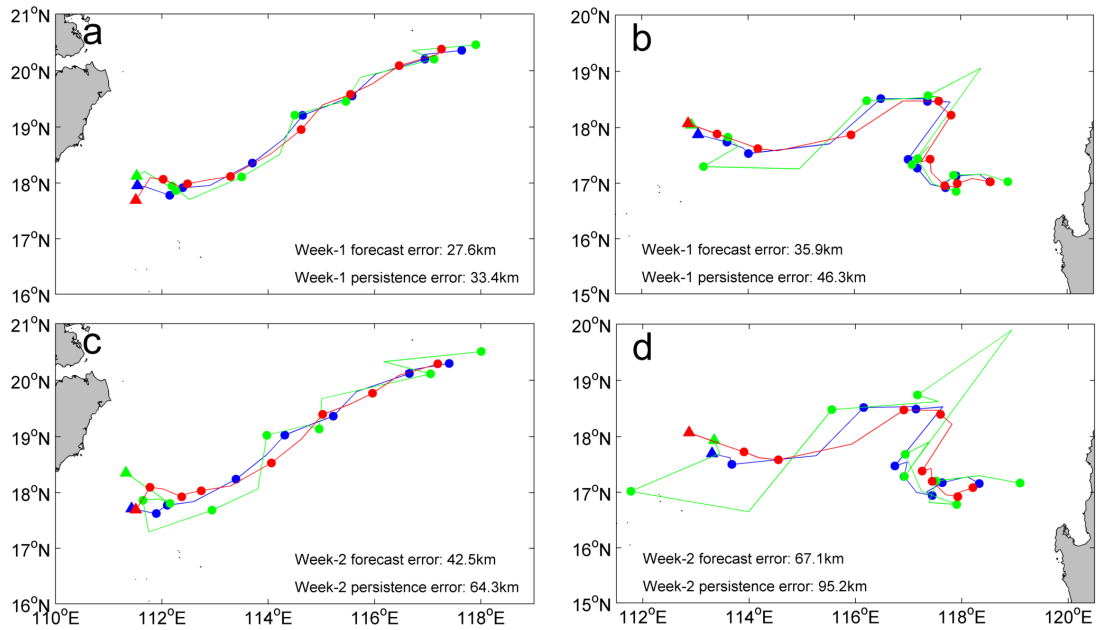 a
21°N
20°N
19°N
18°N
17°N
16°N
Week-1 forecast error: 27.6km
Week-1 persistence error: 33.4km
b
20°N
19°N
18°N
17°N
16°N
15°N
Week-1 forecast error: 35.9km
Week-1 persistence error: 46.3km
c
21°N
20°N
19°N
18°N
17°N
16°N
Week-2 forecast error: 42.5km
Week-2 persistence error: 64.3km
110°E 112°E 114°E 116°E 118°E
d
20°N
19°N
18°N
17°N
16°N
15°N
Week-2 forecast error: 67.1km
Week-2 persistence error: 95.2km
112°E 114°E 116°E 118°E 120°E